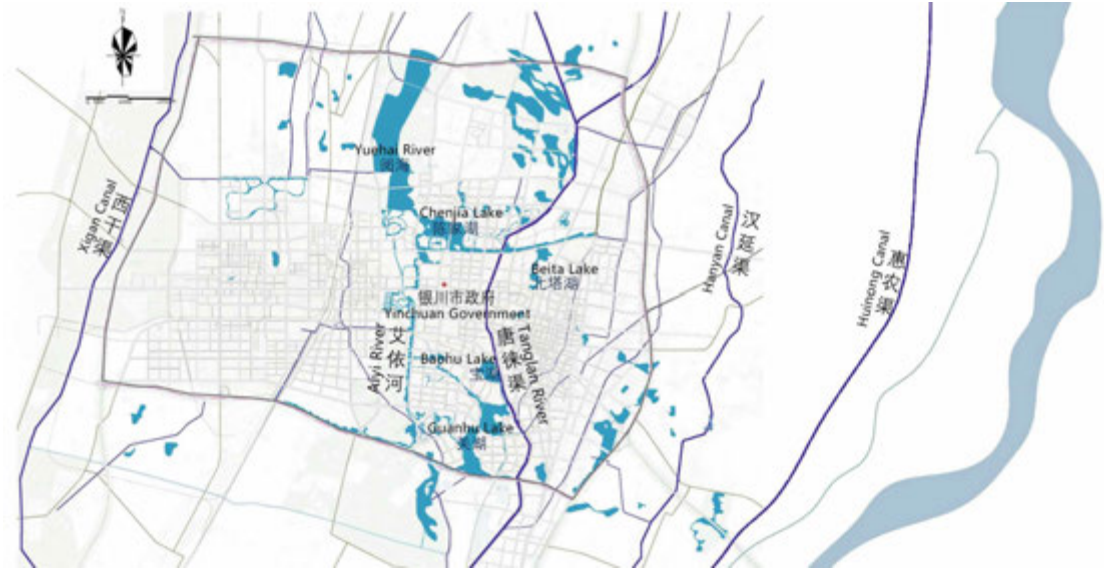 Yuehai River
阅海
Chenjia Lake
陈家湖
Xigan Canal
西干渠
Hanyan Canal
汉延渠
Huinong Canal
惠农渠
Beita Lake
北塔湖
银川市政府
Yinchuan Government
Aiyi River
艾依河
唐徕渠
Tanglan River
Baohu Lake
宝
Guanhu Lake